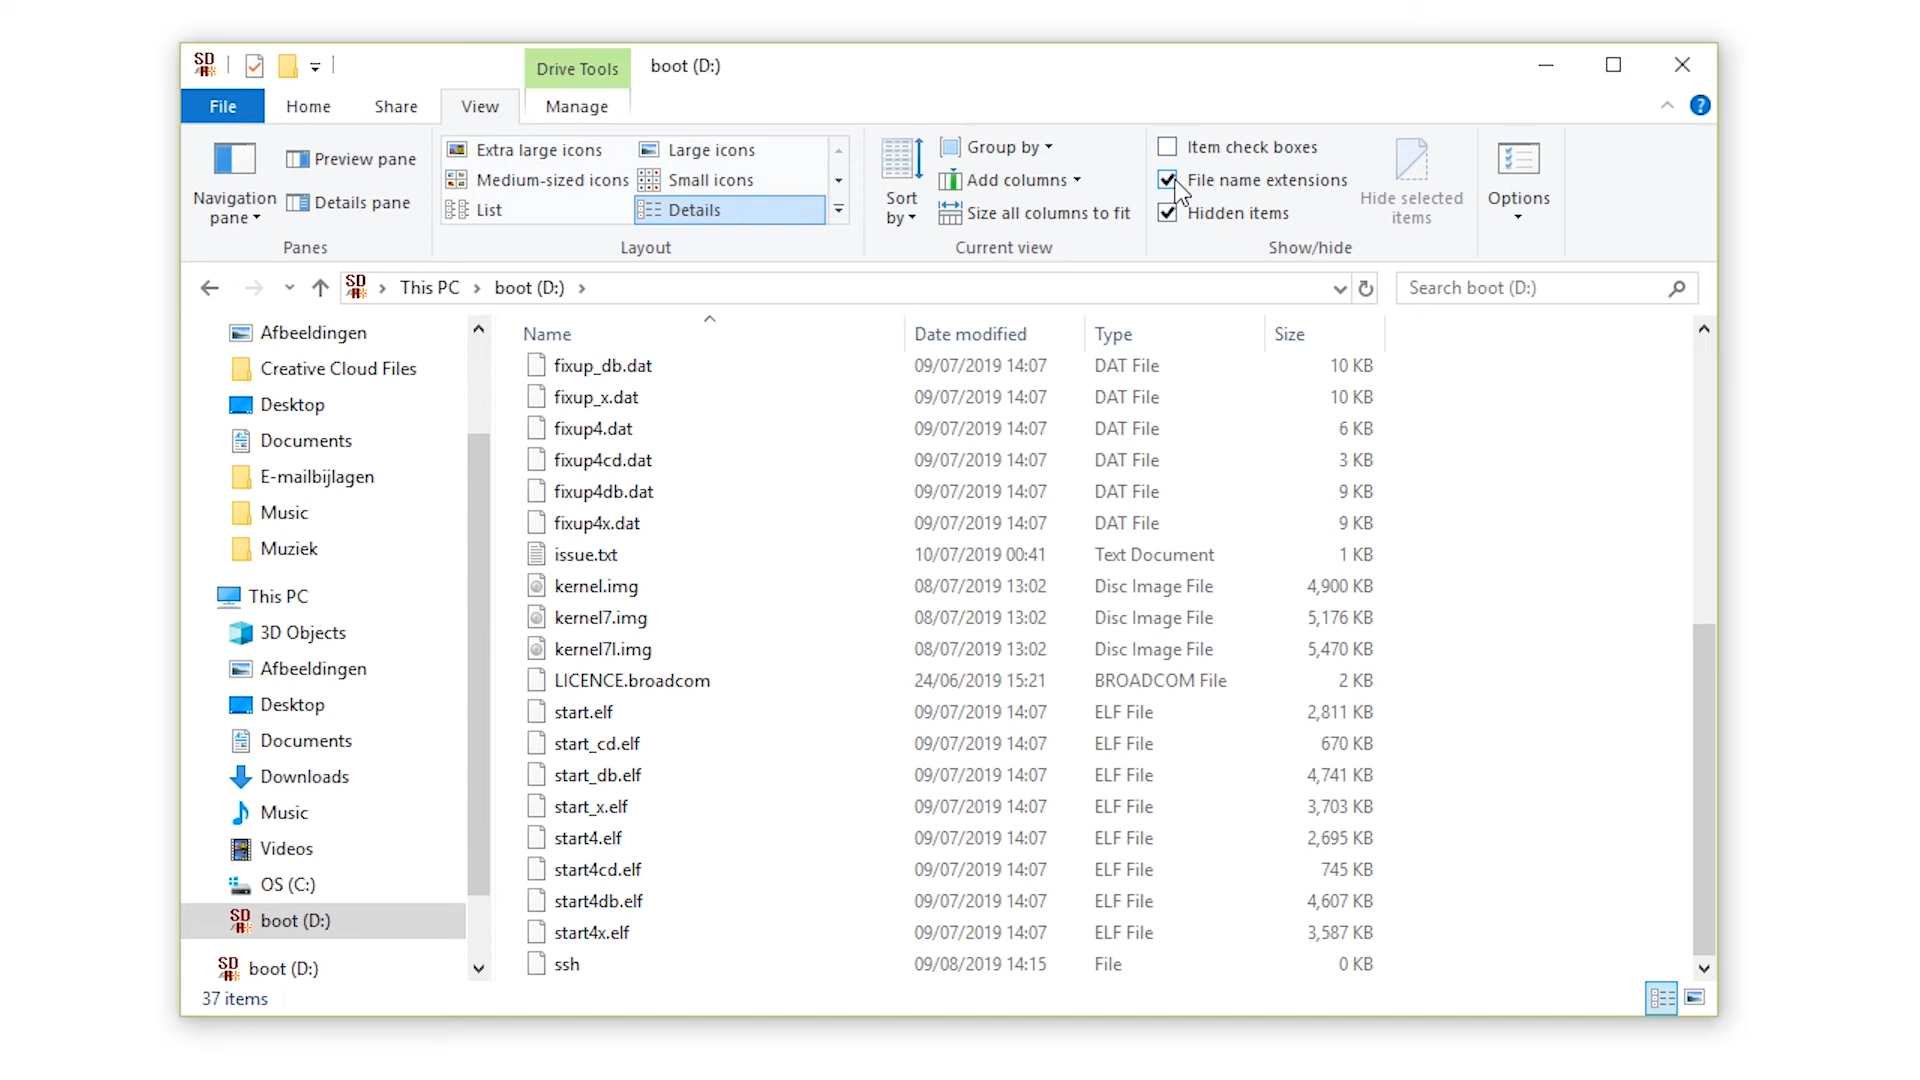 SD
Drive Tools
boot (D:)
File
Home
Share
View
Manage
Navigation
pane
Preview pane
Details pane
Panes
Extra large icons
Large icons
Medium-sized icons
Small icons
List
Details
Layout
Sort
by
Group by
Add columns
Size all columns to fit
Current view
Item check boxes
File name extensions
Hidden items
Hide selected
items
Show/hide
Options
SD
This PC
boot (D:)
Search boot (D:)
Afbeeldingen
Creative Cloud Files
Desktop
Documents
E-mailbijlagen
Music
Muziek
This PC
3D Objects
Afbeeldingen
Desktop
Documents
Downloads
Music
Videos
OS (C:)
SD boot (D:)
SD boot (D:)
Name Date modified Type Size
fixup_db.dat 09/07/2019 14:07 DAT File 10 KB
fixup_x.dat 09/07/2019 14:07 DAT File 10 KB
fixup4.dat 09/07/2019 14:07 DAT File 6 KB
fixup4cd.dat 09/07/2019 14:07 DAT File 3 KB
fixup4db.dat 09/07/2019 14:07 DAT File 9 KB
fixup4x.dat 09/07/2019 14:07 DAT File 9 KB
issue.txt 10/07/2019 00:41 Text Document 1 KB
kernel.img 08/07/2019 13:02 Disc Image File 4,900 KB
kernel7.img 08/07/2019 13:02 Disc Image File 5,176 KB
kernel7l.img 08/07/2019 13:02 Disc Image File 5,470 KB
LICENCE.broadcom 24/06/2019 15:21 BROADCOM File 2 KB
start.elf 09/07/2019 14:07 ELF File 2,811 KB
start_cd.elf 09/07/2019 14:07 ELF File 670 KB
start_db.elf 09/07/2019 14:07 ELF File 4,741 KB
start_x.elf 09/07/2019 14:07 ELF File 3,703 KB
start4.elf 09/07/2019 14:07 ELF File 2,695 KB
start4cd.elf 09/07/2019 14:07 ELF File 745 KB
start4db.elf 09/07/2019 14:07 ELF File 4,607 KB
start4x.elf 09/07/2019 14:07 ELF File 3,587 KB
ssh 09/08/2019 14:15 File 0 KB
37 items